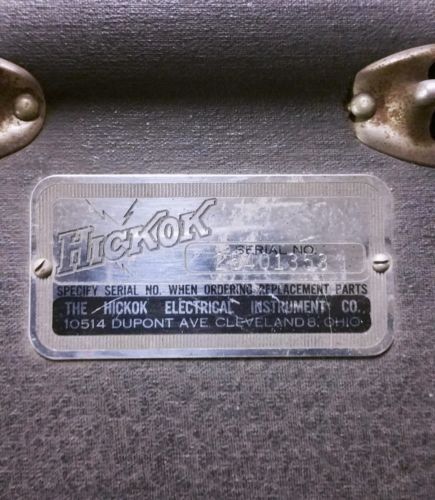 HICKOK
SERIAL NO.
SPECIFY SERIAL NO. WHEN ORDERING REPLACEMENT PARTS
THE HICKOK ELECTRICAL INSTRUMENT CO.,
10514 DUPONT AVE. CLEVELAND 8, OHIO